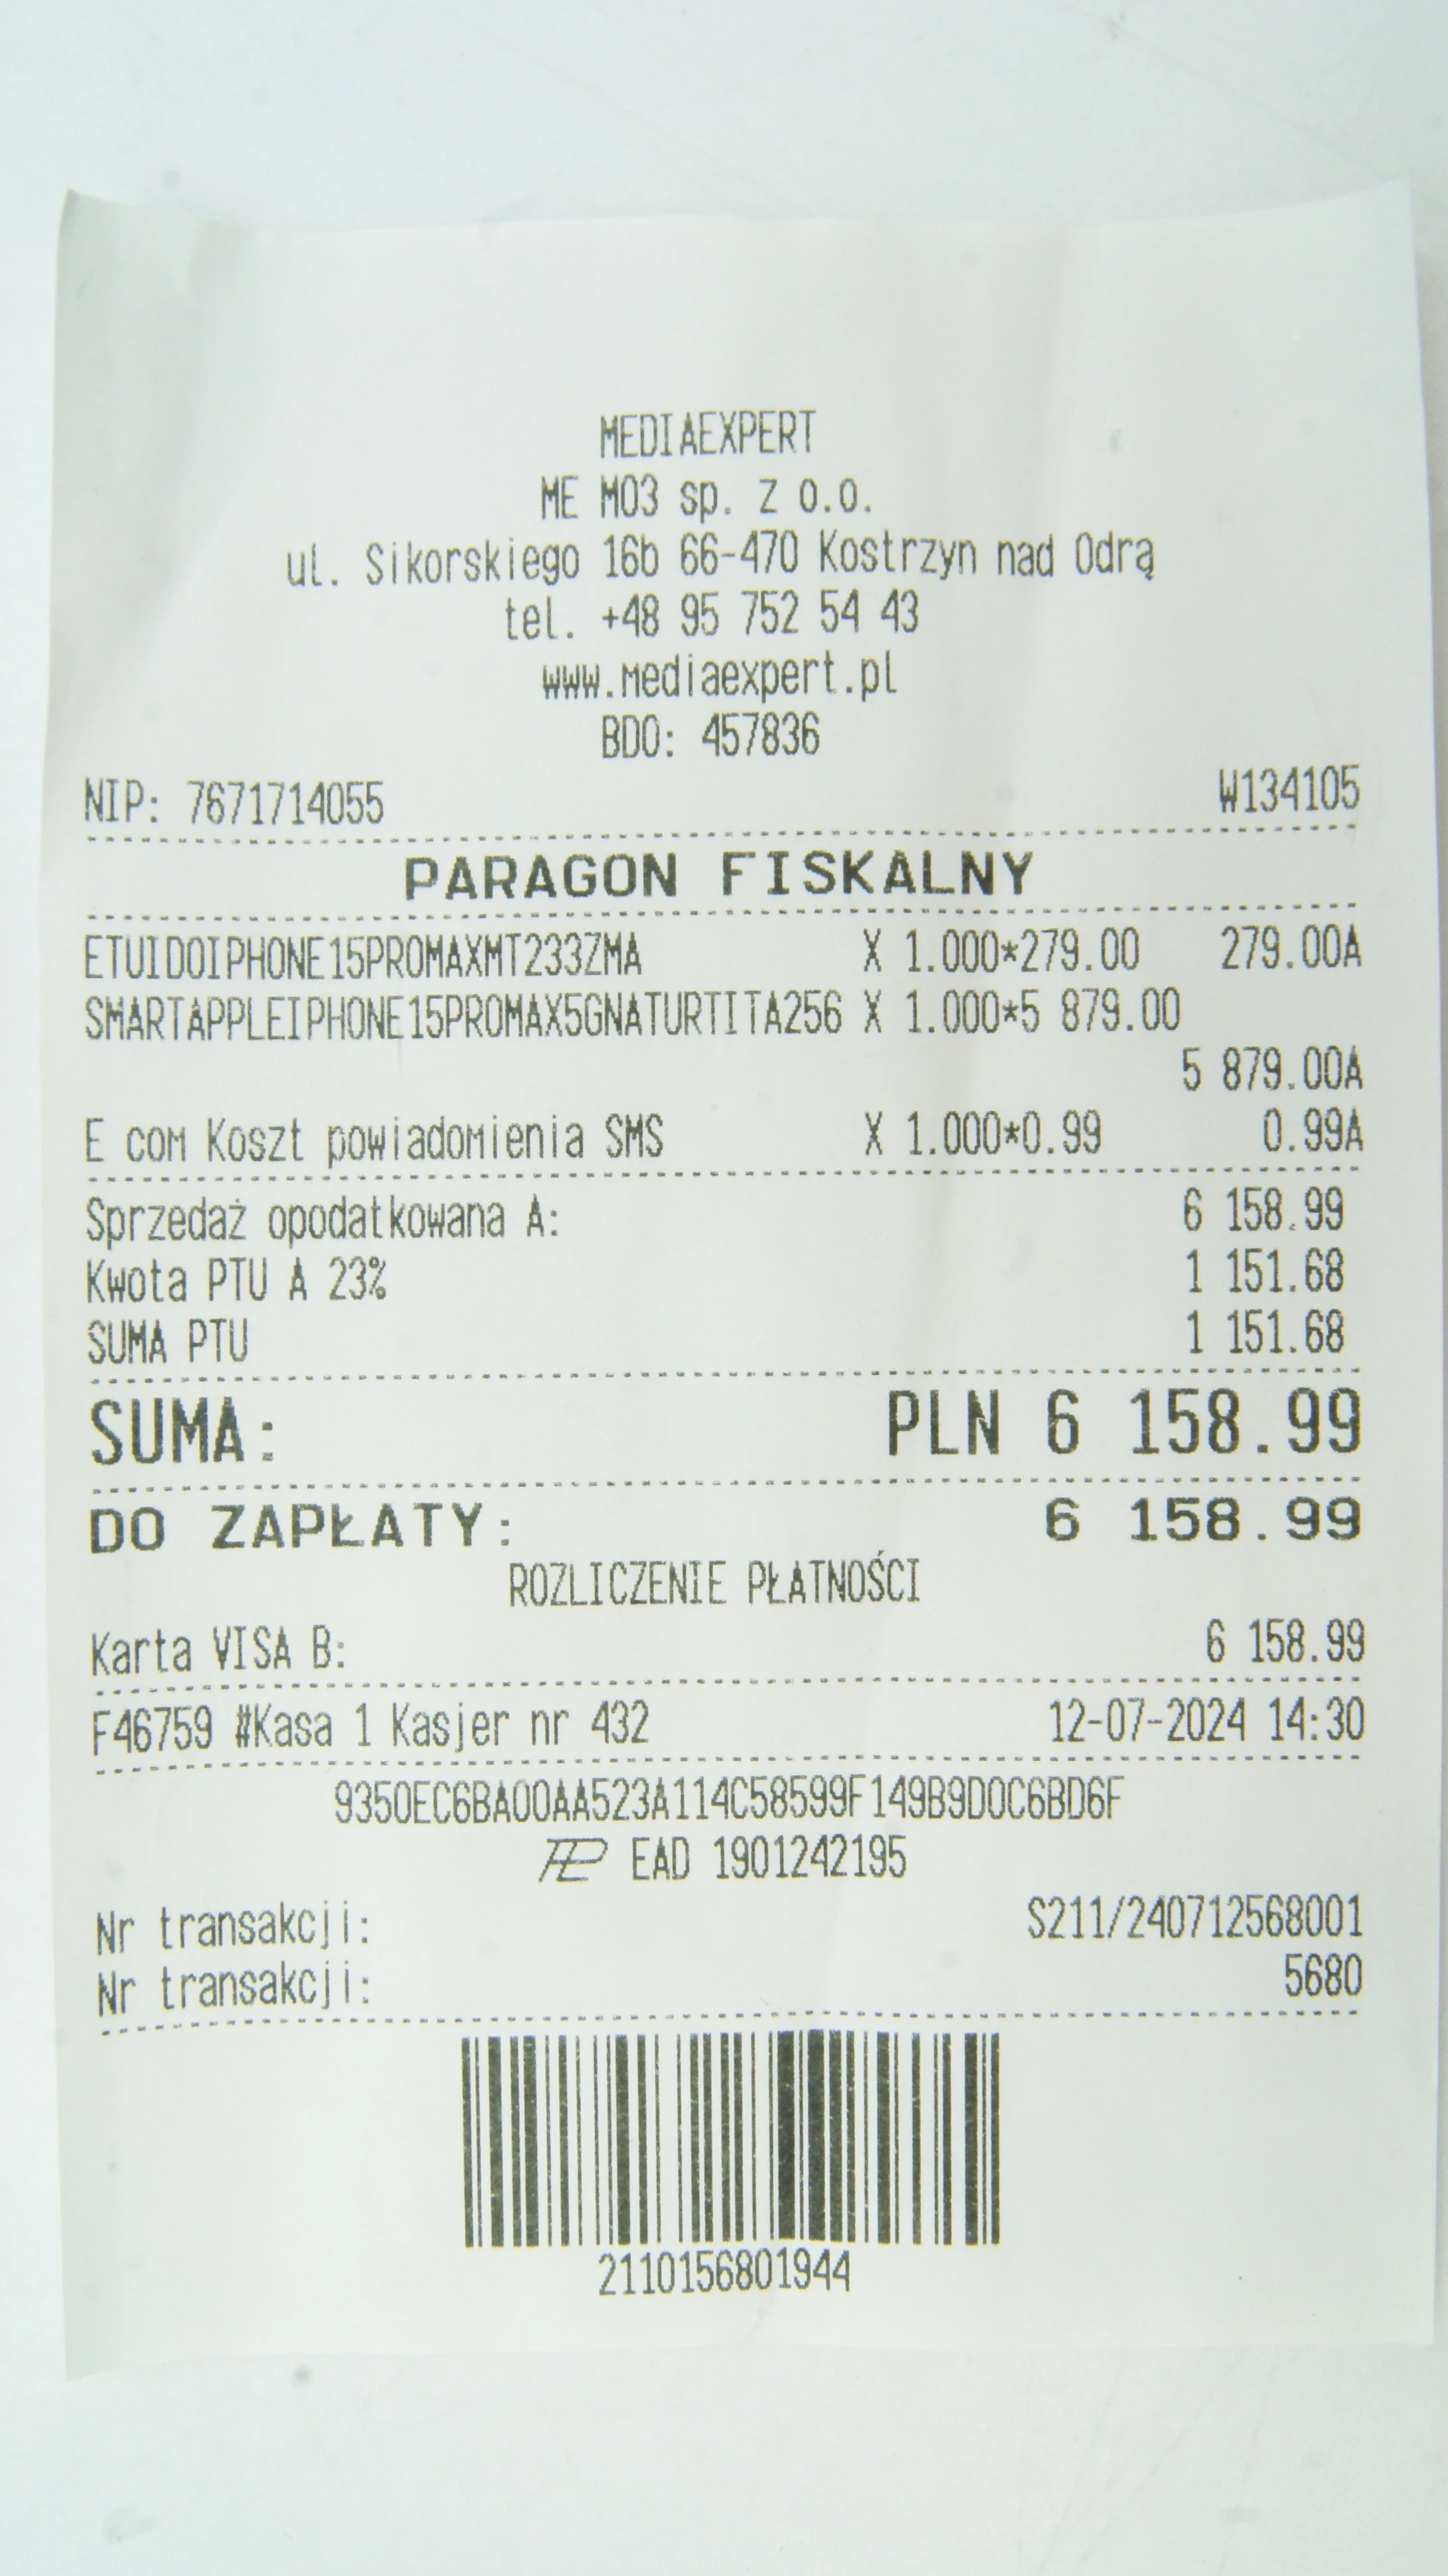 MEDIAEXPERT
ME M03 sp. Z o.o.
ul. Sikorskiego 16b 66-470 Kostrzyn nad Odrą
tel. +48 95 752 54 43
www.mediaexpert.pl
BDO: 457836
NIP: 7671714055 W134105
PARAGON FISKALNY
ETUIDOIPHONE15PROMAXMT233ZMA X 1.000*279.00 279.00A
SMARTAPPLEIPHONE15PROMAX5GNATURTITA256 X 1.000*5 879.00
5 879.00A
E com Koszt powiadomienia SMS X 1.000*0.99 0.99A
Sprzedaż opodatkowana A: 6 158.99
Kwota PTU A 23% 1 151.68
SUMA PTU 1 151.68
SUMA: PLN 6 158.99
DO ZAPŁATY: 6 158.99
ROZLICZENIE PŁATNOŚCI
Karta VISA B: 6 158.99
F46759 #Kasa 1 Kasjer nr 432 12-07-2024 14:30
9350EC6BA00AA523A114C58599F149B9D0C6BD6F
PL EAD 1901242195
Nr transakcji: S211/240712568001
Nr transakcji: 5680
2110156801944